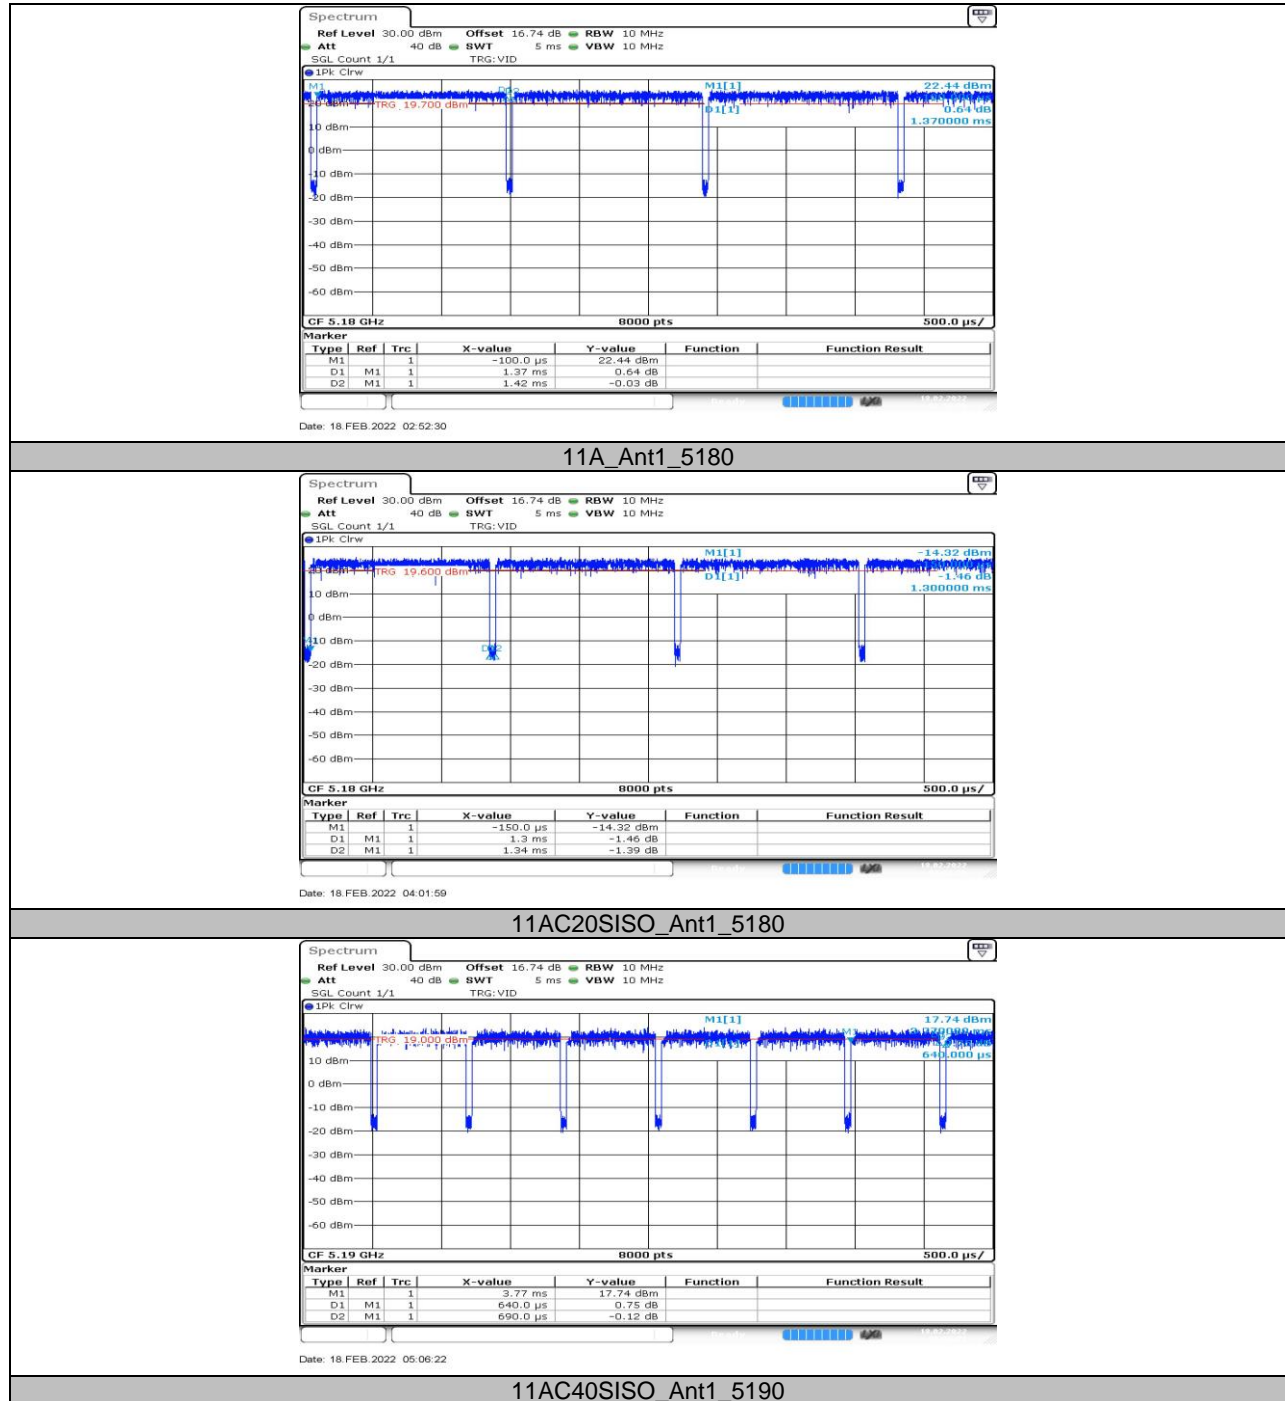 Spectrum
Ref Level 30.00 dBm Offset 16.74 dB RBW 10 MHz
Att 40 dB SWT 5 ms VBW 10 MHz
SGL Count 1/1 TRG: VID
1Pk Clrw
M1 M1[1] 22.44 dBm
TRG 19.700 dBm D1[1] 0.64 dB
10 dBm 1.370000 ms
0 dBm
-10 dBm
-20 dBm
-30 dBm
-40 dBm
-50 dBm
-60 dBm
CF 5.18 GHz 8000 pts 500.0 µs/
Marker
Type Ref Trc X-value Y-value Function Function Result
M1 1 -100.0 µs 22.44 dBm
D1 M1 1 1.37 ms 0.64 dB
D2 M1 1 1.42 ms -0.03 dB
Date: 18.FEB.2022 02:52:30
11A_Ant1_5180
Spectrum
Ref Level 30.00 dBm Offset 16.74 dB RBW 10 MHz
Att 40 dB SWT 5 ms VBW 10 MHz
SGL Count 1/1 TRG: VID
1Pk Clrw
M1[1] -14.32 dBm
TRG 19.600 dBm D1[1] -1.46 dB
10 dBm 1.300000 ms
0 dBm
-10 dBm
-20 dBm
-30 dBm
-40 dBm
-50 dBm
-60 dBm
CF 5.18 GHz 8000 pts 500.0 µs/
Marker
Type Ref Trc X-value Y-value Function Function Result
M1 1 -150.0 µs -14.32 dBm
D1 M1 1 1.3 ms -1.46 dB
D2 M1 1 1.34 ms -1.39 dB
Date: 18.FEB.2022 04:01:59
11AC20SISO_Ant1_5180
Spectrum
Ref Level 30.00 dBm Offset 16.74 dB RBW 10 MHz
Att 40 dB SWT 5 ms VBW 10 MHz
SGL Count 1/1 TRG: VID
1Pk Clrw
M1[1] 17.74 dBm
TRG 19.000 dBm M1
10 dBm 640.000 µs
0 dBm
-10 dBm
-20 dBm
-30 dBm
-40 dBm
-50 dBm
-60 dBm
CF 5.19 GHz 8000 pts 500.0 µs/
Marker
Type Ref Trc X-value Y-value Function Function Result
M1 1 3.77 ms 17.74 dBm
D1 M1 1 640.0 µs 0.75 dB
D2 M1 1 690.0 µs -0.12 dB
Date: 18.FEB.2022 05:06:22
11AC40SISO_Ant1_5190